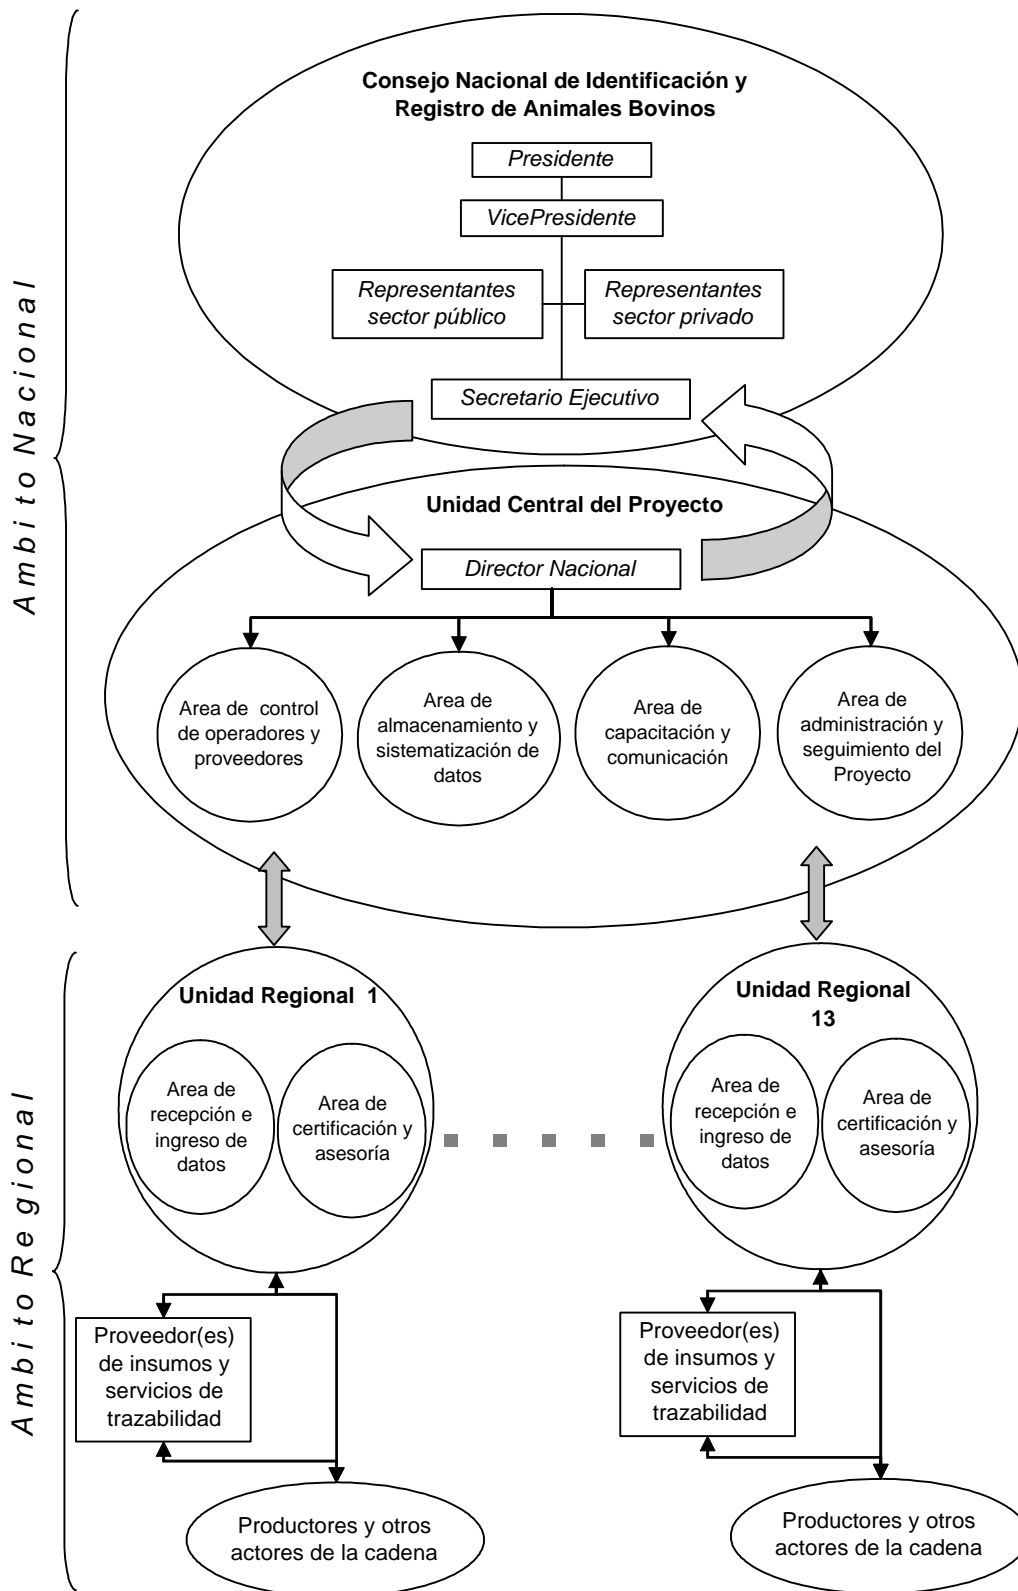 Ambito Nacional
Consejo Nacional de Identificación y
Registro de Animales Bovinos
Presidente
VicePresidente
Representantes
sector público
Representantes
sector privado
Secretario Ejecutivo
Unidad Central del Proyecto
Director Nacional
Area de control
de operadores y
proveedores
Area de
almacenamiento y
sistematización de
datos
Area de
capacitación y
comunicación
Area de
administración y
seguimiento del
Proyecto
Ambito Regional
Unidad Regional 1
Area de
recepción e
ingreso de
datos
Area de
certificación y
asesoría
Unidad Regional
13
Area de
recepción e
ingreso de
datos
Area de
certificación y
asesoría
Proveedor(es)
de insumos y
servicios de
trazabilidad
Productores y otros
actores de la cadena
Proveedor(es)
de insumos y
servicios de
trazabilidad
Productores y otros
actores de la cadena